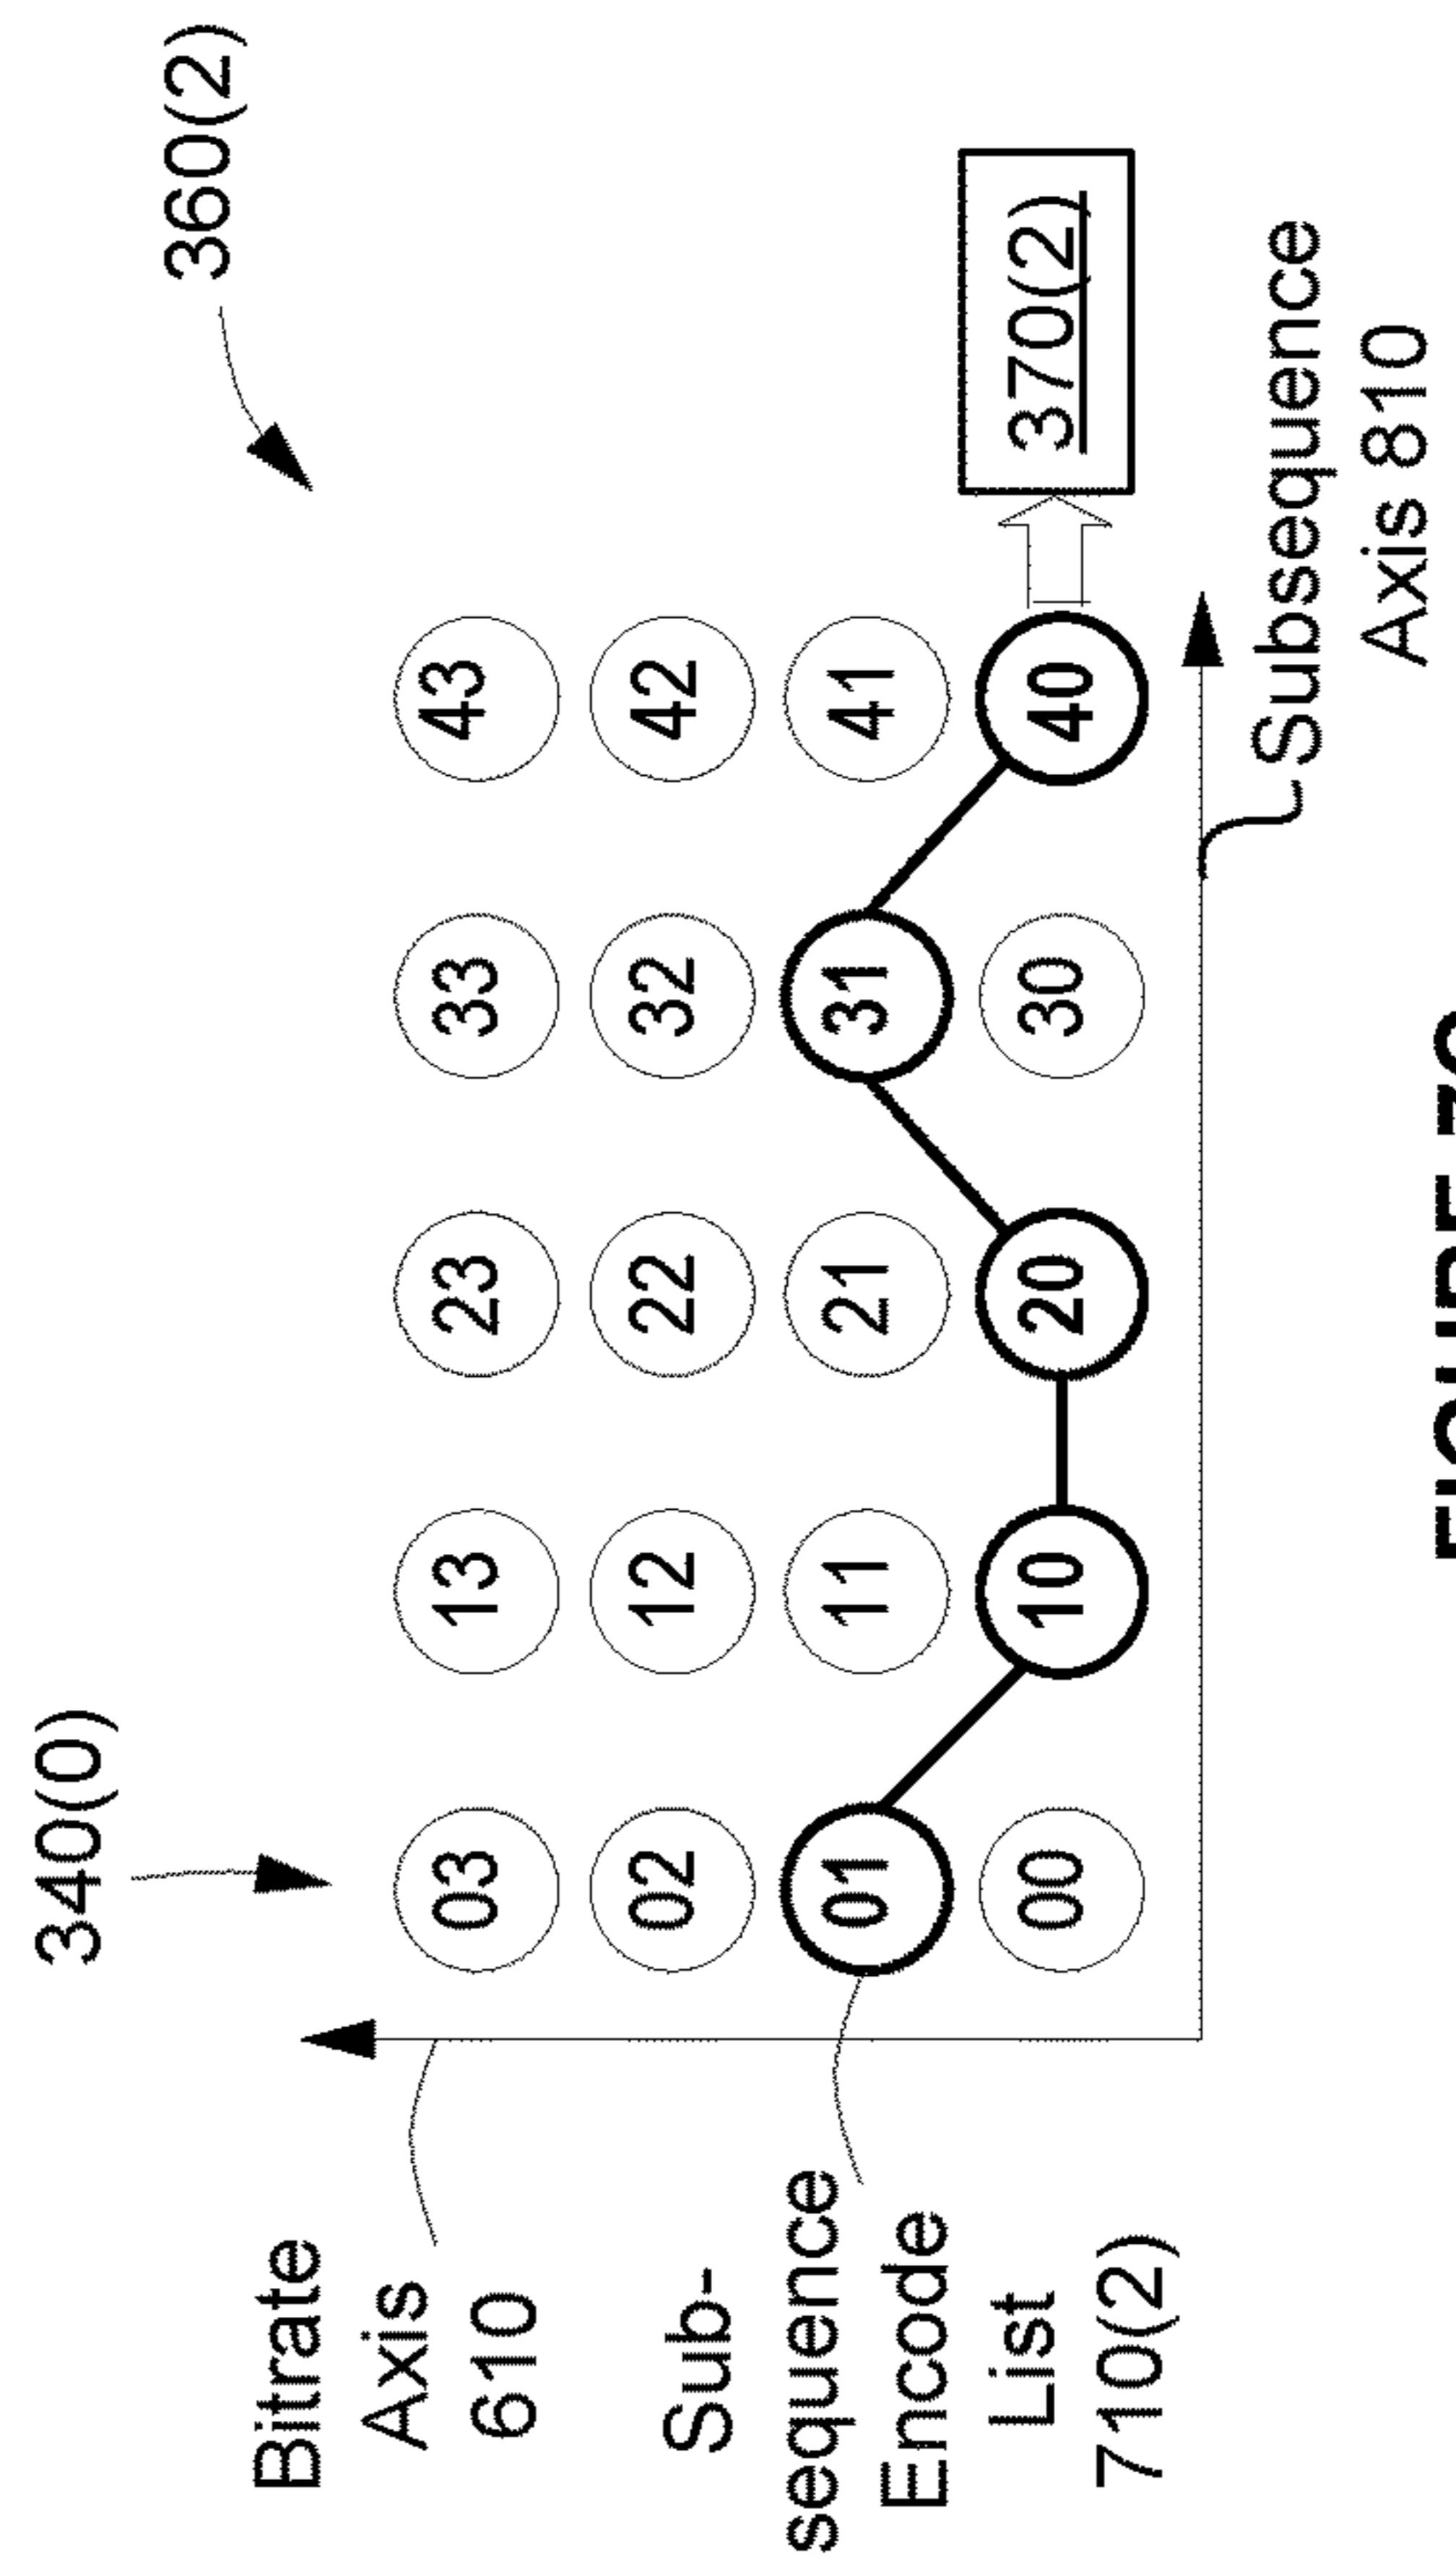 360(2)
340(0)
Bitrate
Axis
610
03 13 23 33 43
02 12 22 32 42
Sub-
sequence
Encode
List
710(2)
01 11 21 31 41
00 10 20 30 40
370(2)
Subsequence
Axis 810